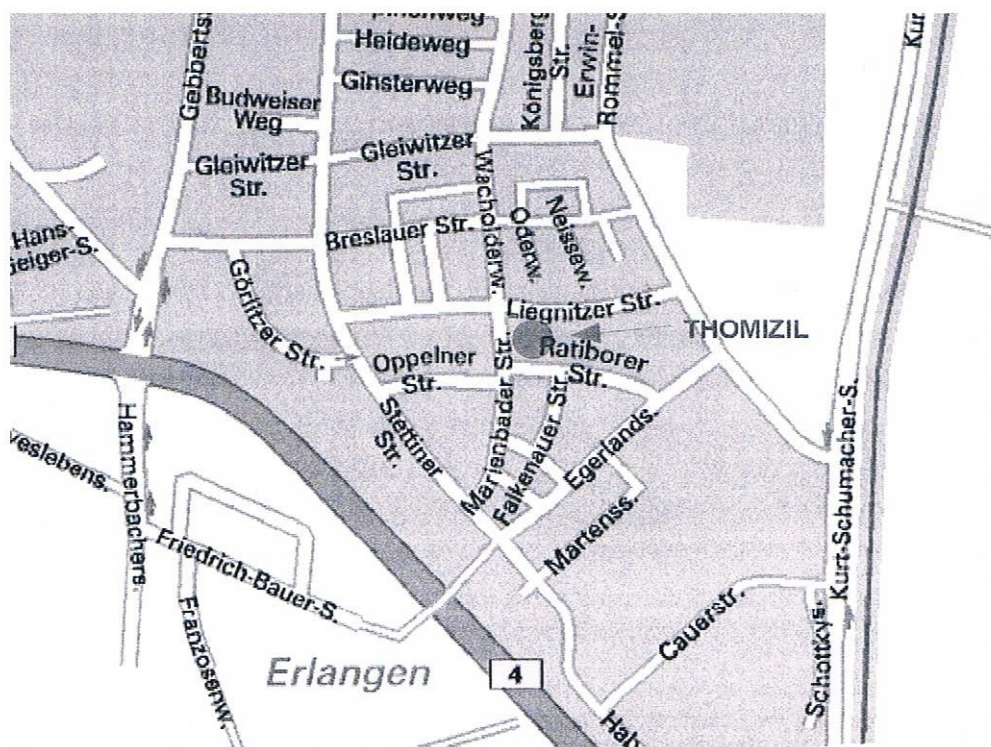 Gebbertst
Heideweg
Ginsterweg
Königsberg
Str.
Erwin-
Rommel-S
Budweiser
Weg
Gleiwitzer
Str.
Gleiwitzer
Str.
Wacholderw.
Hans-
Geiger-S.
Breslauer Str.
Oderw.
Neissew.
Görlitzer Str.
Liegnitzer Str.
THOMIZIL
Oppelner
Str.
Ratiborer
Str.
Stettiner
Str.
Marienbader Str.
Falkenauer Str.
Egerlands.
Hammerbachers.
Kurt-Schumacher-S.
Martenss.
Friedrich-Bauer-S.
Franzosenw.
Cauerstr.
Schottkys.
Erlangen
4